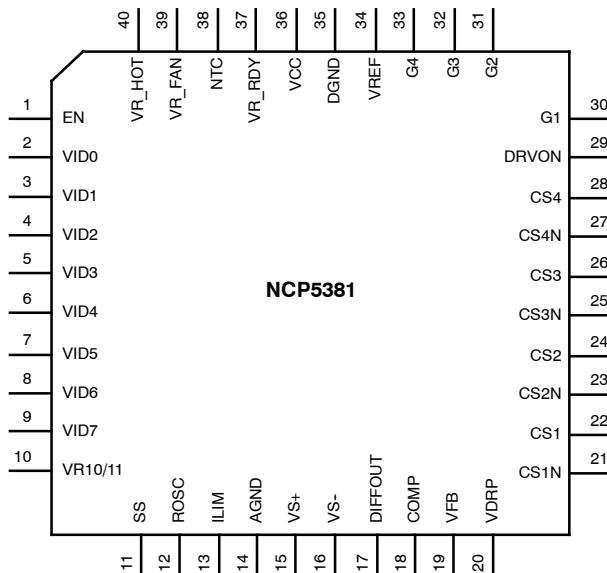 40 39 38 37 36 35 34 33 32 31
VR_HOT VR_FAN NTC VR_RDY VCC DGND VREF G4 G3 G2
1 EN
2 VID0
3 VID1
4 VID2
5 VID3
6 VID4
7 VID5
8 VID6
9 VID7
10 VR10/11
NCP5381
G1 30
DRVON 29
CS4 28
CS4N 27
CS3 26
CS3N 25
CS2 24
CS2N 23
CS1 22
CS1N 21
SS ROSC ILIM AGND VS+ VS- DIFFOUT COMP VFB VDRP
11 12 13 14 15 16 17 18 19 20